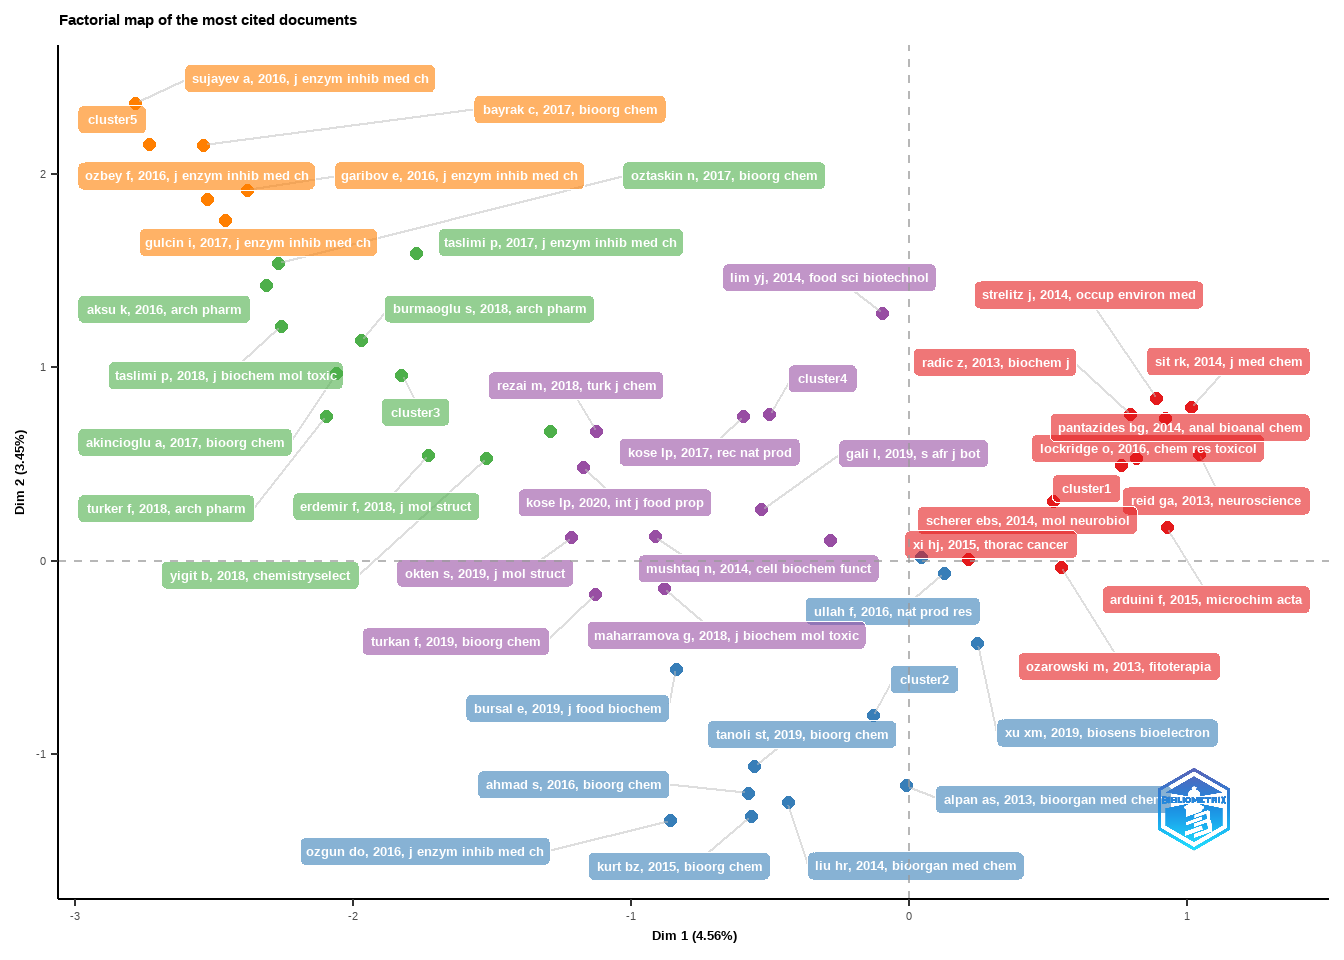 Factorial map of the most cited documents
sujayev a, 2016, j enzym inhib med ch
bayrak c, 2017, bioorg chem
cluster5
ozbey f, 2016, j enzym inhib med ch
garibov e, 2016, j enzym inhib med ch
oztaskin n, 2017, bioorg chem
2
gulcin i, 2017, j enzym inhib med ch
taslimi p, 2017, j enzym inhib med ch
lim yj, 2014, food sci biotechnol
strelitz j, 2014, occup environ med
aksu k, 2016, arch pharm
burmaoglu s, 2018, arch pharm
radic z, 2013, biochem j
sit rk, 2014, j med chem
1
taslimi p, 2018, j biochem mol toxic
rezai m, 2018, turk j chem
cluster4
cluster3
pantazides bg, 2014, anal bioanal chem
akincioglu a, 2017, bioorg chem
kose lp, 2017, rec nat prod
gali l, 2019, s afr j bot
lockridge o, 2016, chem res toxicol
cluster1
turker f, 2018, arch pharm
erdemir f, 2018, j mol struct
kose lp, 2020, int j food prop
reid ga, 2013, neuroscience
scherer ebs, 2014, mol neurobiol
xi hj, 2015, thorac cancer
0
yigit b, 2018, chemistryselect
okten s, 2019, j mol struct
mushtaq n, 2014, cell biochem funct
arduini f, 2015, microchim acta
ullah f, 2016, nat prod res
turkan f, 2019, bioorg chem
maharramova g, 2018, j biochem mol toxic
ozarowski m, 2013, fitoterapia
cluster2
bursal e, 2019, j food biochem
tanoli st, 2019, bioorg chem
xu xm, 2019, biosens bioelectron
-1
ahmad s, 2016, bioorg chem
alpan as, 2013, bioorgan med chem
BIBLIOMETRIX
ozgun do, 2016, j enzym inhib med ch
kurt bz, 2015, bioorg chem
liu hr, 2014, bioorgan med chem
-3
-2
-1
0
1
Dim 1 (4.56%)
Dim 2 (3.45%)